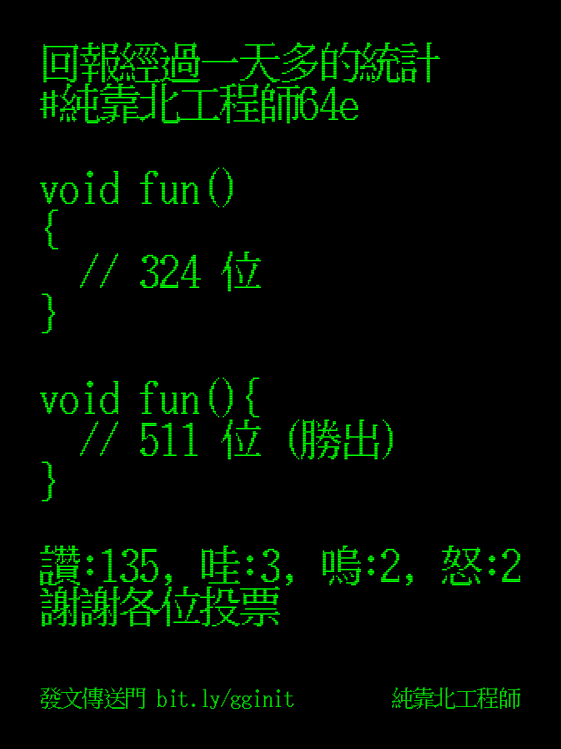 回報經過一天多的統計
#純靠北工程師64e
void fun()
{
  // 324 位
}
void fun(){
  // 511 位 (勝出)
}
讚:135, 哇:3, 嗚:2, 怒:2
謝謝各位投票
發文傳送門 bit.ly/gginit
純靠北工程師